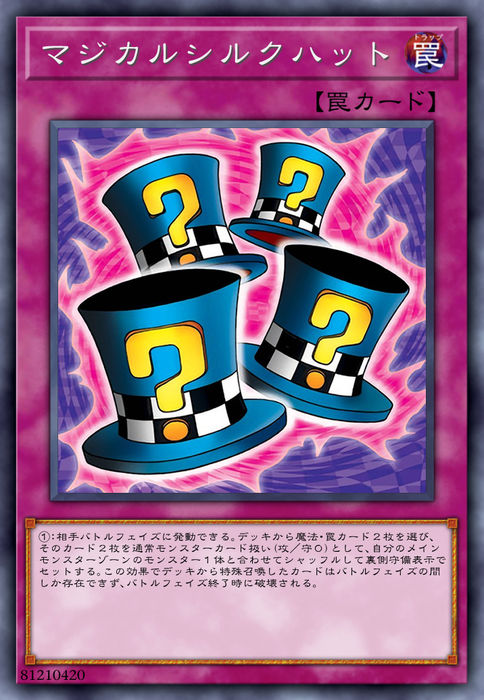 マジカルシルクハット
トラップ
罠
【罠カード】
?
?
?
?
①:相手バトルフェイズに発動できる。デッキから魔法・罠カード2枚を選び、
そのカード2枚を通常モンスターカード扱い(攻/守0)として、自分のメイン
モンスターゾーンのモンスター1体と合わせてシャッフルして裏側守備表示で
セットする。この効果でデッキから特殊召喚したカードはバトルフェイズの間
しか存在できず、バトルフェイズ終了時に破壊される。
81210420